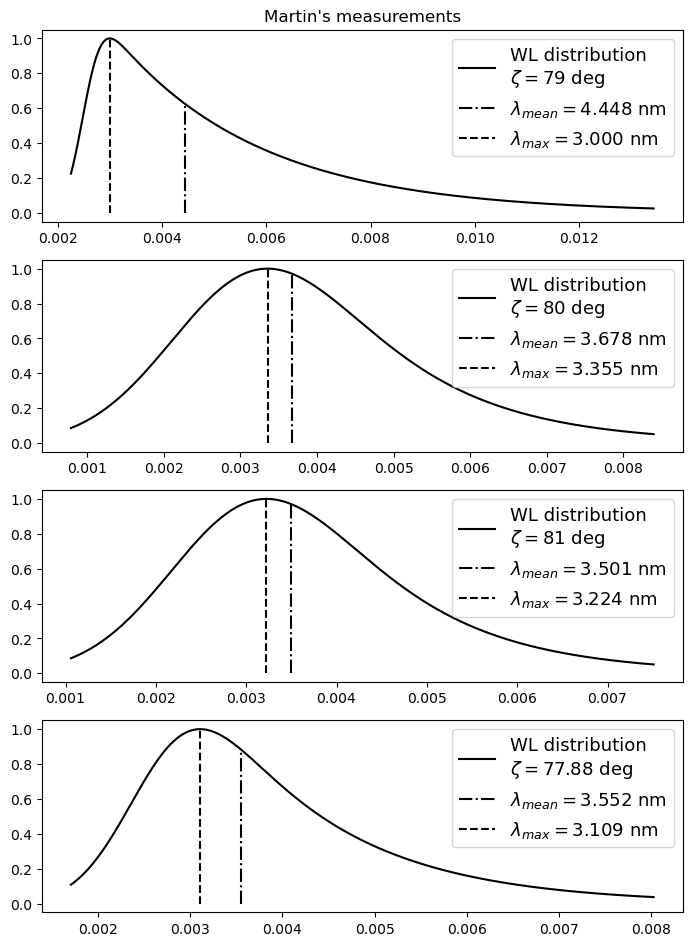 Martin's measurements
1.0
0.8
0.6
0.4
0.2
0.0
WL distribution
ζ = 79 deg
λmean = 4.448 nm
λmax = 3.000 nm
0.002 0.004 0.006 0.008 0.010 0.012
1.0
0.8
0.6
0.4
0.2
0.0
WL distribution
ζ = 80 deg
λmean = 3.678 nm
λmax = 3.355 nm
0.001 0.002 0.003 0.004 0.005 0.006 0.007 0.008
1.0
0.8
0.6
0.4
0.2
0.0
WL distribution
ζ = 81 deg
λmean = 3.501 nm
λmax = 3.224 nm
0.001 0.002 0.003 0.004 0.005 0.006 0.007
1.0
0.8
0.6
0.4
0.2
0.0
WL distribution
ζ = 77.88 deg
λmean = 3.552 nm
λmax = 3.109 nm
0.002 0.003 0.004 0.005 0.006 0.007 0.008